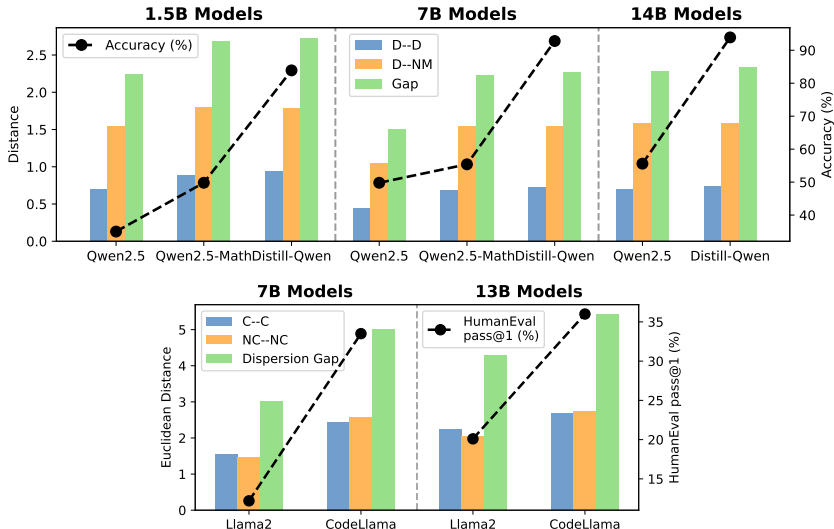 1.5B Models 7B Models 14B Models
Accuracy (%)
D--D
D--NM
Gap
Distance
0.0
0.5
1.0
1.5
2.0
2.5
Accuracy (%)
40
50
60
70
80
90
Qwen2.5 Qwen2.5-Math Distill-Qwen Qwen2.5 Qwen2.5-Math Distill-Qwen Qwen2.5 Distill-Qwen
7B Models 13B Models
C--C
NC--NC
Dispersion Gap
HumanEval
pass@1 (%)
Euclidean Distance
0
1
2
3
4
5
HumanEval pass@1 (%)
15
20
25
30
35
Llama2 CodeLlama Llama2 CodeLlama